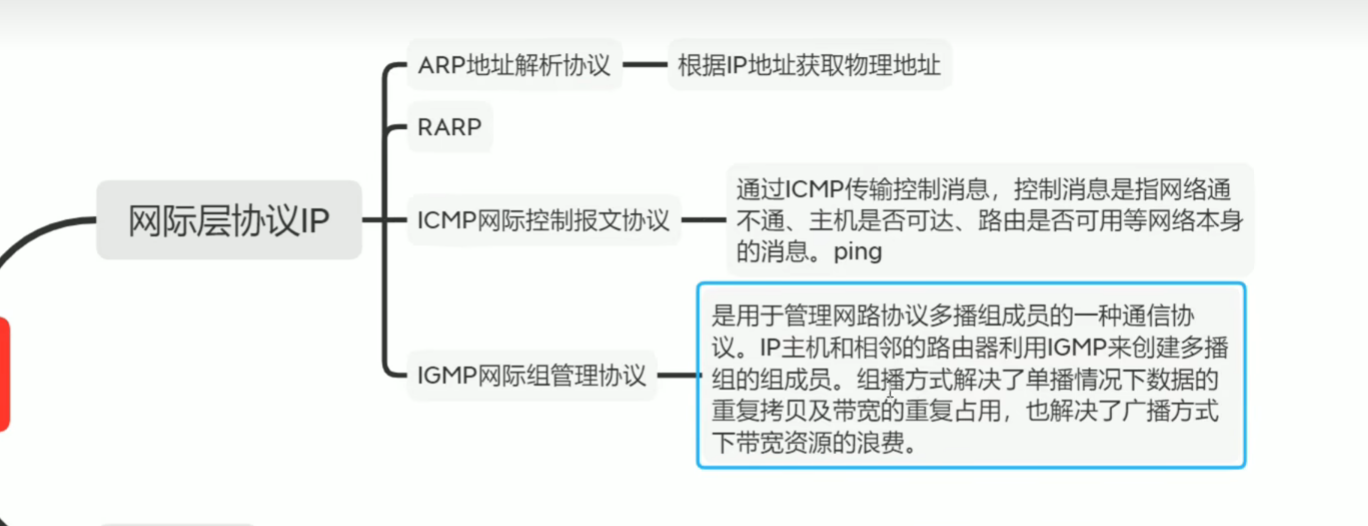 ARP地址解析协议
根据IP地址获取物理地址
RARP
网际层协议IP
ICMP网际控制报文协议
通过ICMP传输控制消息，控制消息是指网络通
不通、主机是否可达、路由是否可用等网络本身
的消息。ping
IGMP网际组管理协议
是用于管理网路协议多播组成员的一种通信协
议。IP主机和相邻的路由器利用IGMP来创建多播
组的组成员。组播方式解决了单播情况下数据的
重复拷贝及带宽的重复占用，也解决了广播方式
下带宽资源的浪费。